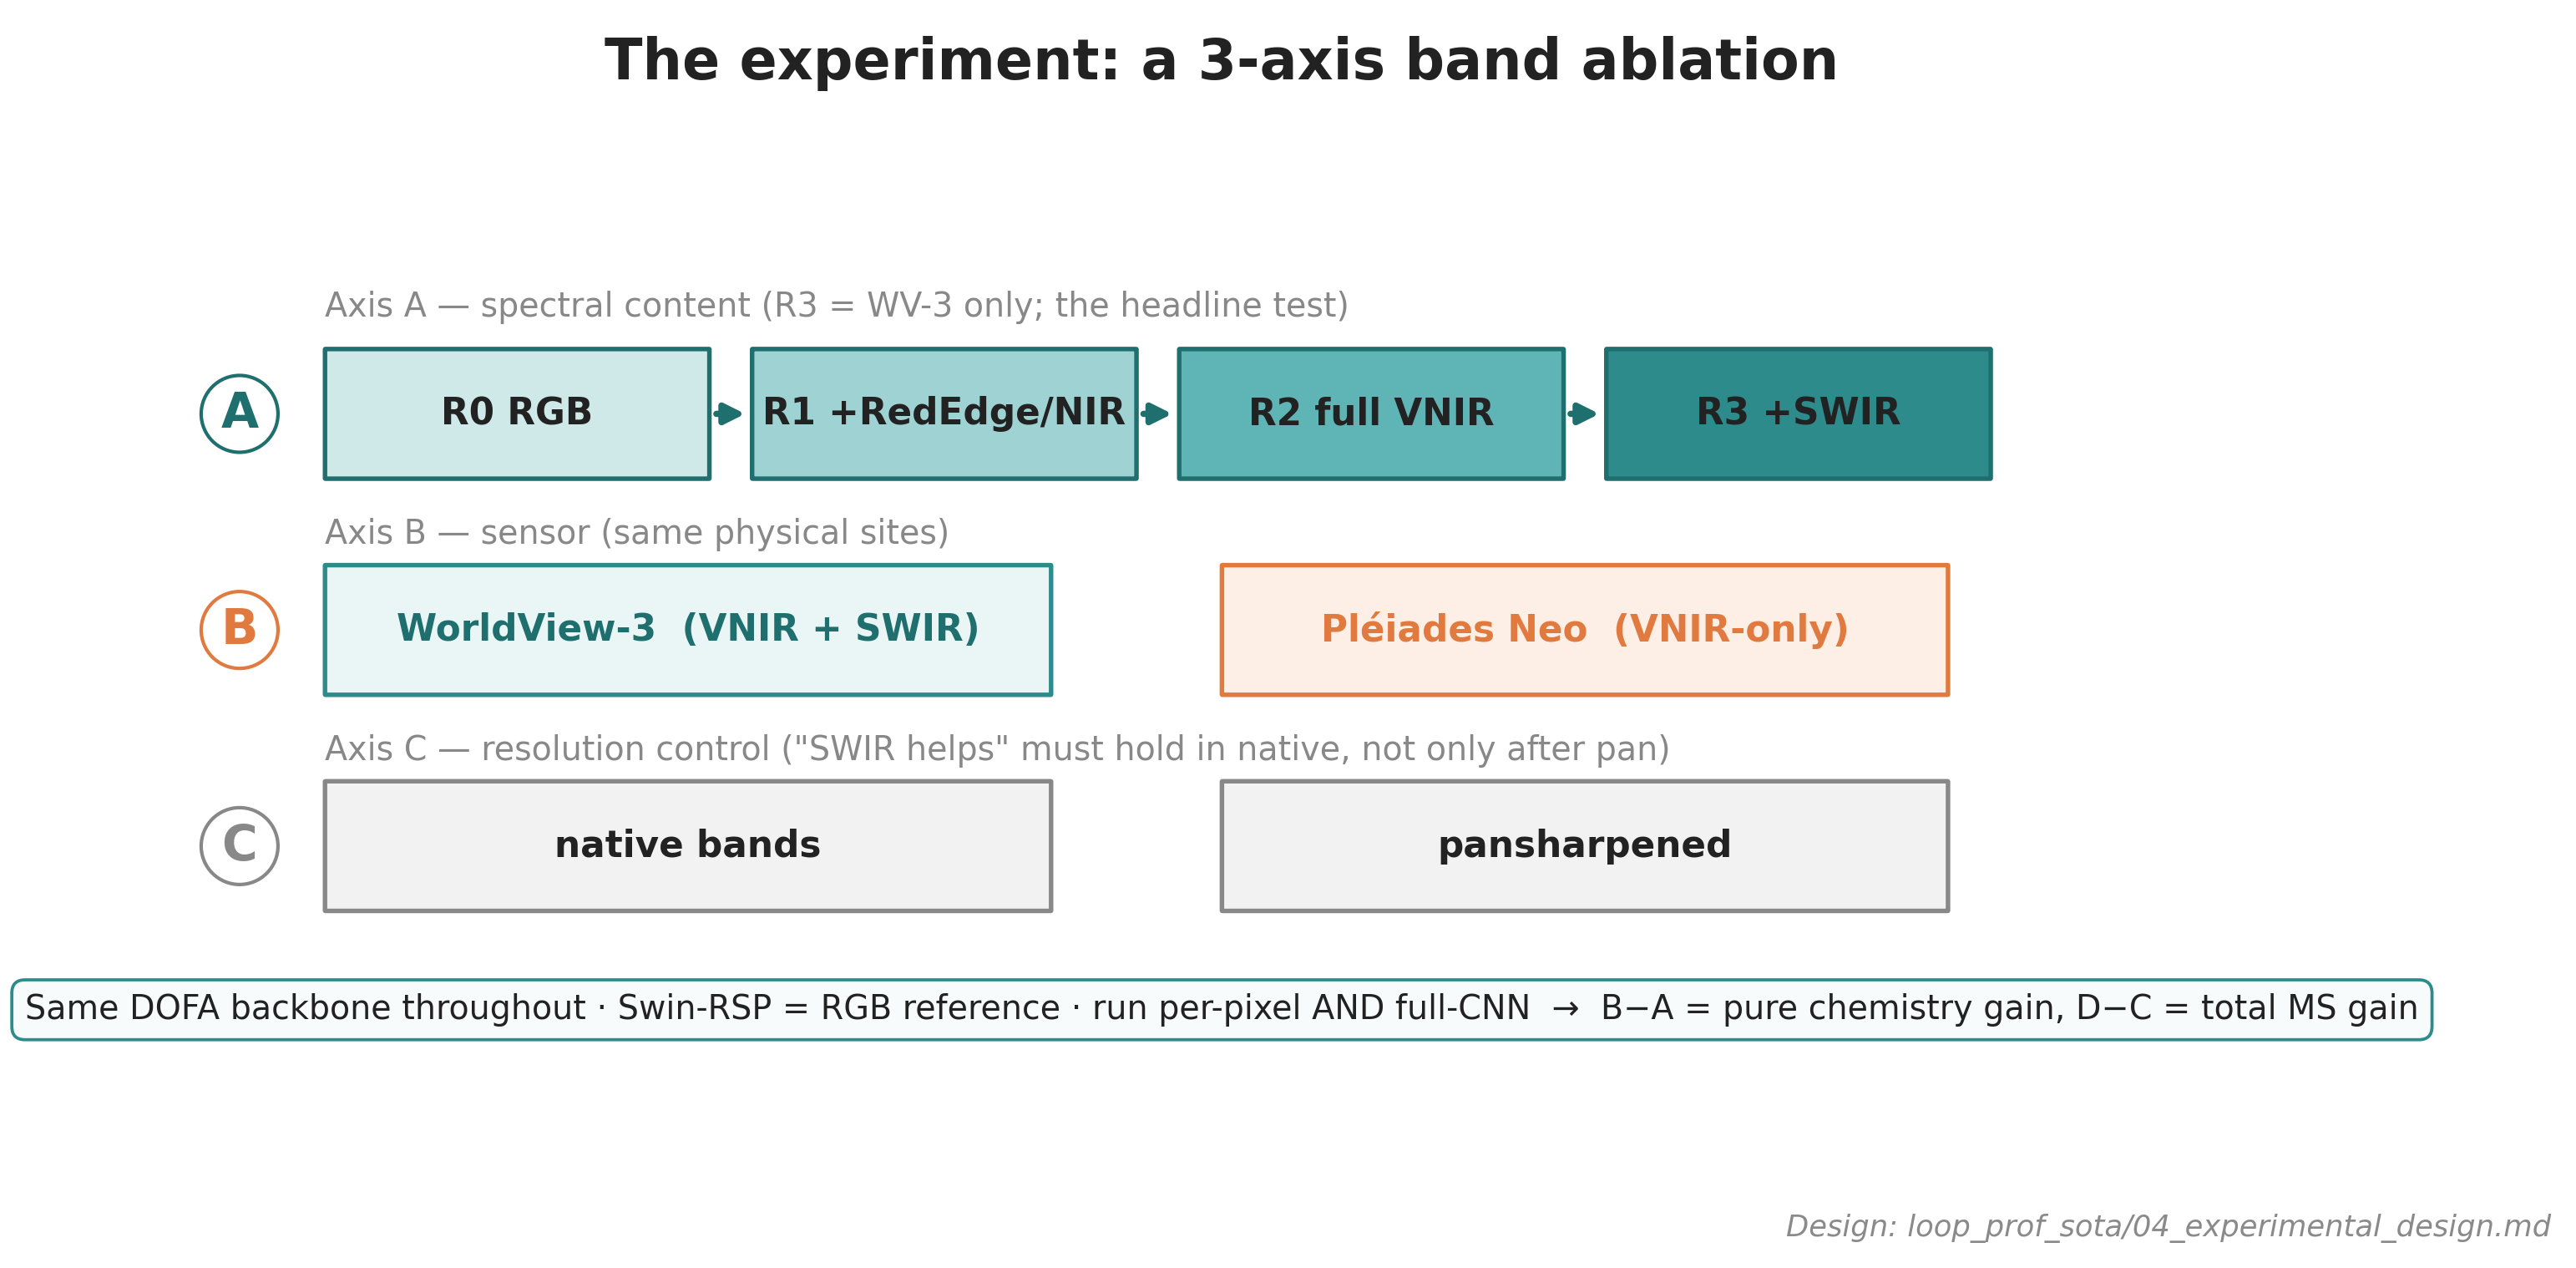 The experiment: a 3-axis band ablation
Axis A — spectral content (R3 = WV-3 only; the headline test)
A
R0 RGB
R1 +RedEdge/NIR
R2 full VNIR
R3 +SWIR
Axis B — sensor (same physical sites)
B
WorldView-3 (VNIR + SWIR)
Pléiades Neo (VNIR-only)
Axis C — resolution control ("SWIR helps" must hold in native, not only after pan)
C
native bands
pansharpened
Same DOFA backbone throughout · Swin-RSP = RGB reference · run per-pixel AND full-CNN → B−A = pure chemistry gain, D−C = total MS gain
Design: loop_prof_sota/04_experimental_design.md